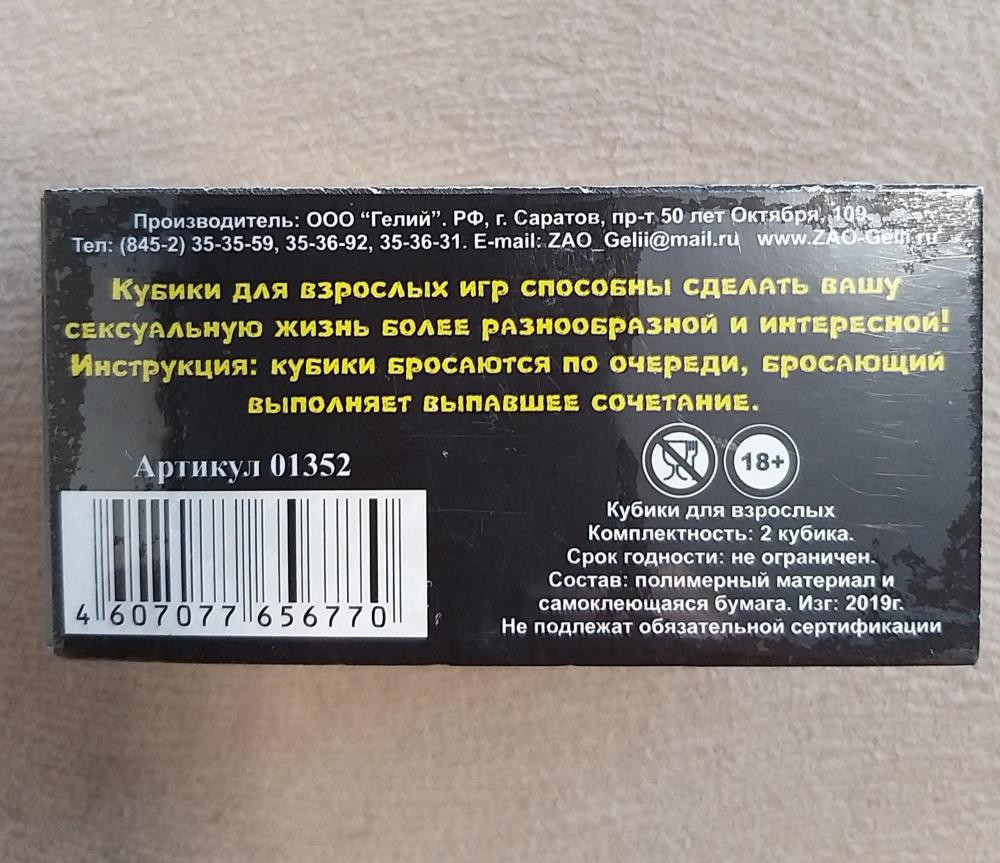 Производитель: ООО “Гелий”. РФ, г. Саратов, пр-т 50 лет Октября, 109.
Тел: (845-2) 35-35-59, 35-36-92, 35-36-31. E-mail: ZAO_Gelii@mail.ru www.ZAO-Gelii.ru
Кубики для взрослых игр способны сделать вашу
сексуальную жизнь более разнообразной и интересной!
Инструкция: кубики бросаются по очереди, бросающий
выполняет выпавшее сочетание.
Артикул 01352
4 607077 656770
18+
Кубики для взрослых
Комплектность: 2 кубика.
Срок годности: не ограничен.
Состав: полимерный материал и
самоклеющаяся бумага. Изг: 2019г.
Не подлежат обязательной сертификации